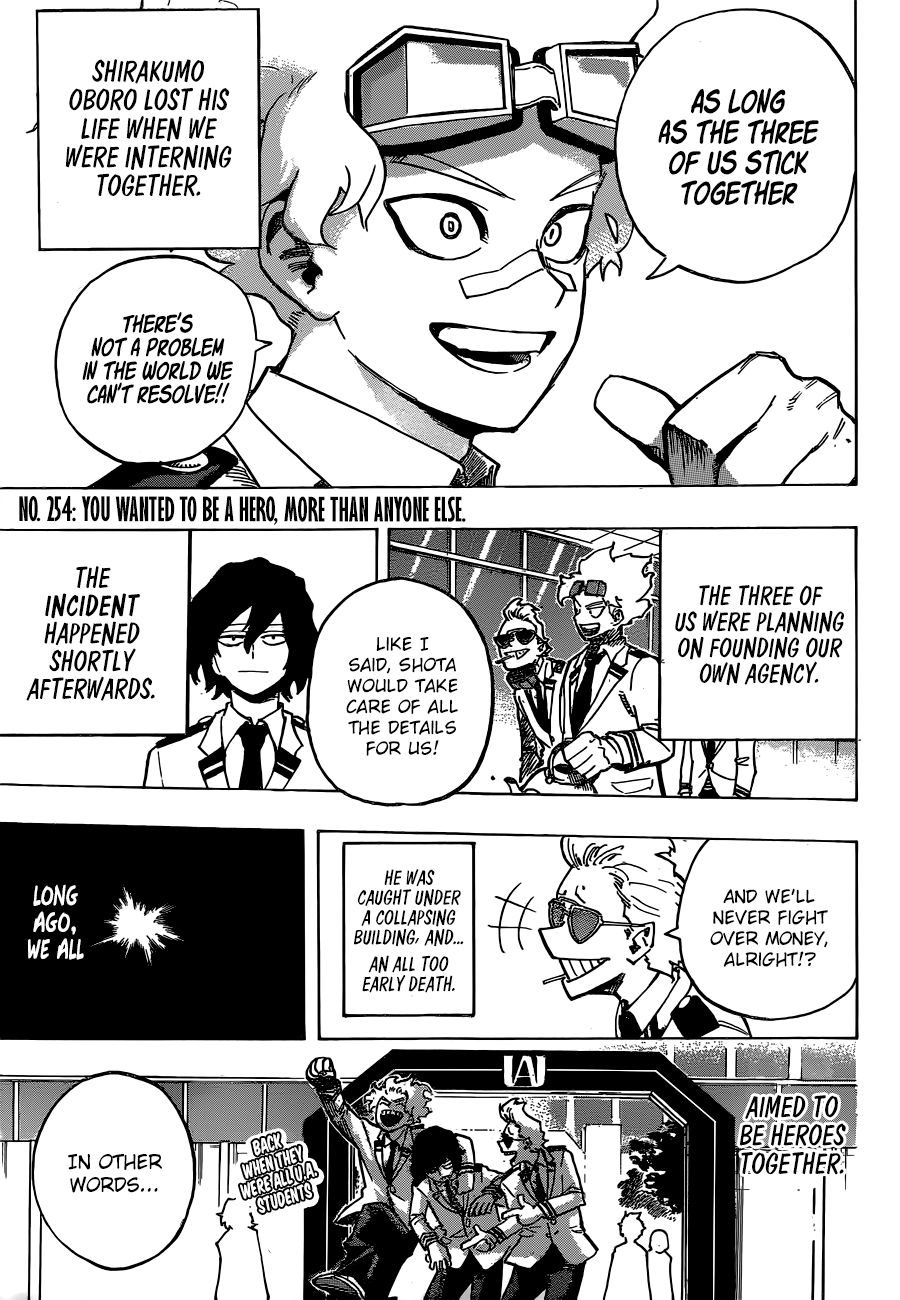 AS LONG
AS THE THREE
OF US STICK
TOGETHER
SHIRAKUMO
OBORO LOST HIS
LIFE WHEN WE
WERE INTERNING
TOGETHER.
THERE'S
NOT A PROBLEM
IN THE WORLD WE
CAN'T RESOLVE!!
NO. 254: YOU WANTED TO BE A HERO, MORE THAN ANYONE ELSE.
THE THREE OF
US WERE PLANNING
ON FOUNDING OUR
OWN AGENCY.
LIKE I
SAID, SHOTA
WOULD TAKE
CARE OF ALL
THE DETAILS
FOR US!
THE
INCIDENT
HAPPENED
SHORTLY
AFTERWARDS.
AND WE'LL
NEVER FIGHT
OVER MONEY,
ALRIGHT!?
HE WAS
CAUGHT UNDER
A COLLAPSING
BUILDING, AND...
AN ALL TOO
EARLY DEATH.
LONG
AGO,
WE ALL
AIMED TO
BE HEROES
TOGETHER.
UA
BACK
WHEN THEY
WERE ALL U.A.
STUDENTS
IN OTHER
WORDS...